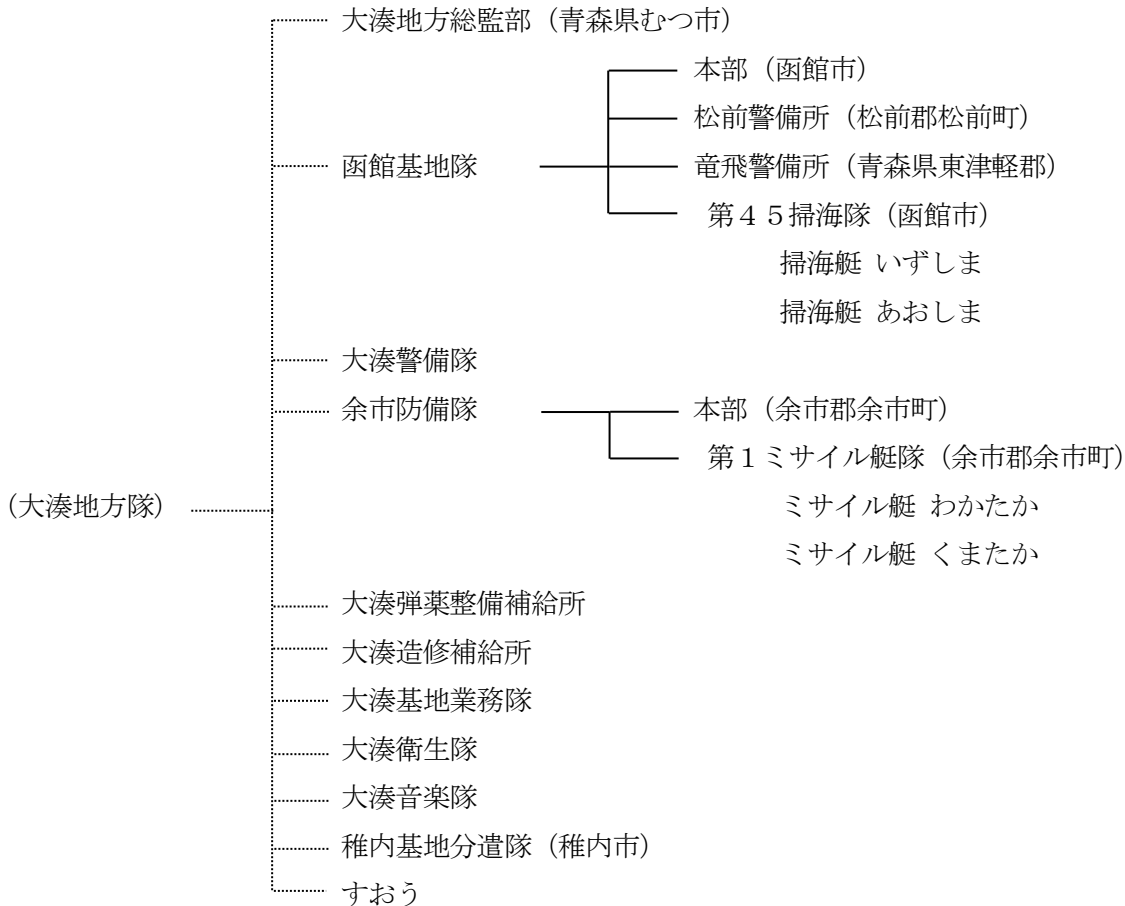 大湊地方総監部（青森県むつ市）
本部（函館市）
松前警備所（松前郡松前町）
函館基地隊
竜飛警備所（青森県東津軽郡）
第４５掃海隊（函館市）
掃海艇 いずしま
掃海艇 あおしま
大湊警備隊
余市防備隊
本部（余市郡余市町）
第１ミサイル艇隊（余市郡余市町）
（大湊地方隊）
ミサイル艇 わかたか
ミサイル艇 くまたか
大湊弾薬整備補給所
大湊造修補給所
大湊基地業務隊
大湊衛生隊
大湊音楽隊
稚内基地分遣隊（稚内市）
すおう